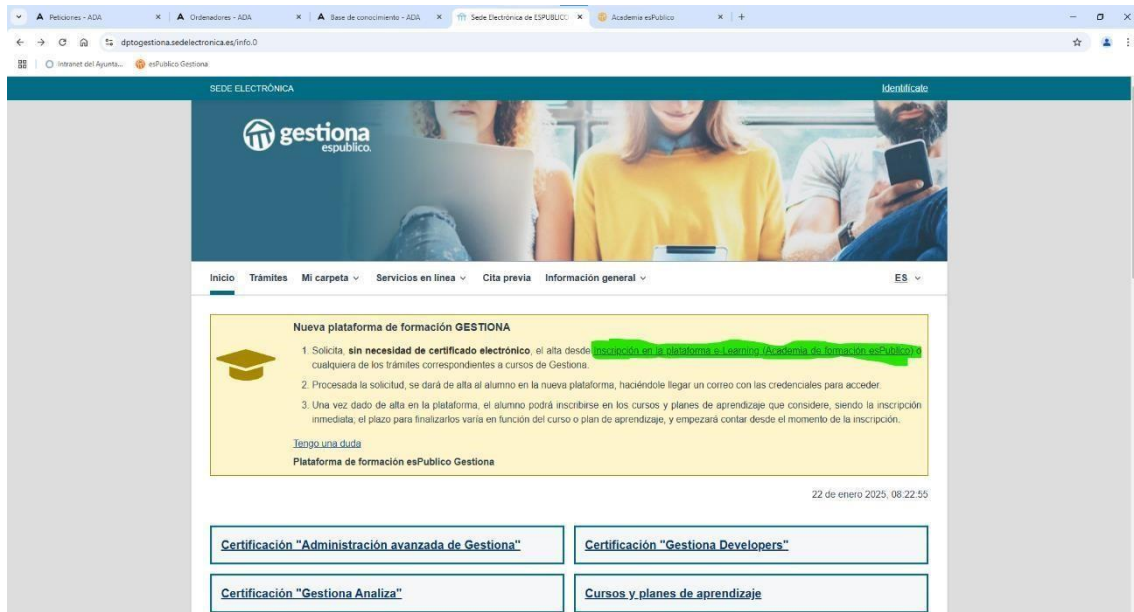 Peticiones - ADA
Ordenadores - ADA
Base de conocimiento - ADA
Sede Electrónica de ESPUBLICO
Academia esPublico
dptogestiona.sedelectronica.es/info.0
Intranet del Ayunta...
esPublico Gestiona
SEDE ELECTRÓNICA
Identifícate
gestiona
espublico.
Inicio Trámites Mi carpeta Servicios en línea Cita previa Información general ES
Nueva plataforma de formación GESTIONA
1. Solicita, sin necesidad de certificado electrónico, el alta desde Inscripción en la plataforma e-Learning (Academia de formación esPublico) o
cualquiera de los trámites correspondientes a cursos de Gestiona.
2. Procesada la solicitud, se dará de alta al alumno en la nueva plataforma, haciéndole llegar un correo con las credenciales para acceder.
3. Una vez dado de alta en la plataforma, el alumno podrá inscribirse en los cursos y planes de aprendizaje que considere, siendo la inscripción
inmediata, el plazo para finalizarlos varía en función del curso o plan de aprendizaje, y empezará contar desde el momento de la inscripción.
Tengo una duda
Plataforma de formación esPublico Gestiona
22 de enero 2025, 08:22:55
Certificación "Administración avanzada de Gestiona"
Certificación "Gestiona Developers"
Certificación "Gestiona Analiza"
Cursos y planes de aprendizaje